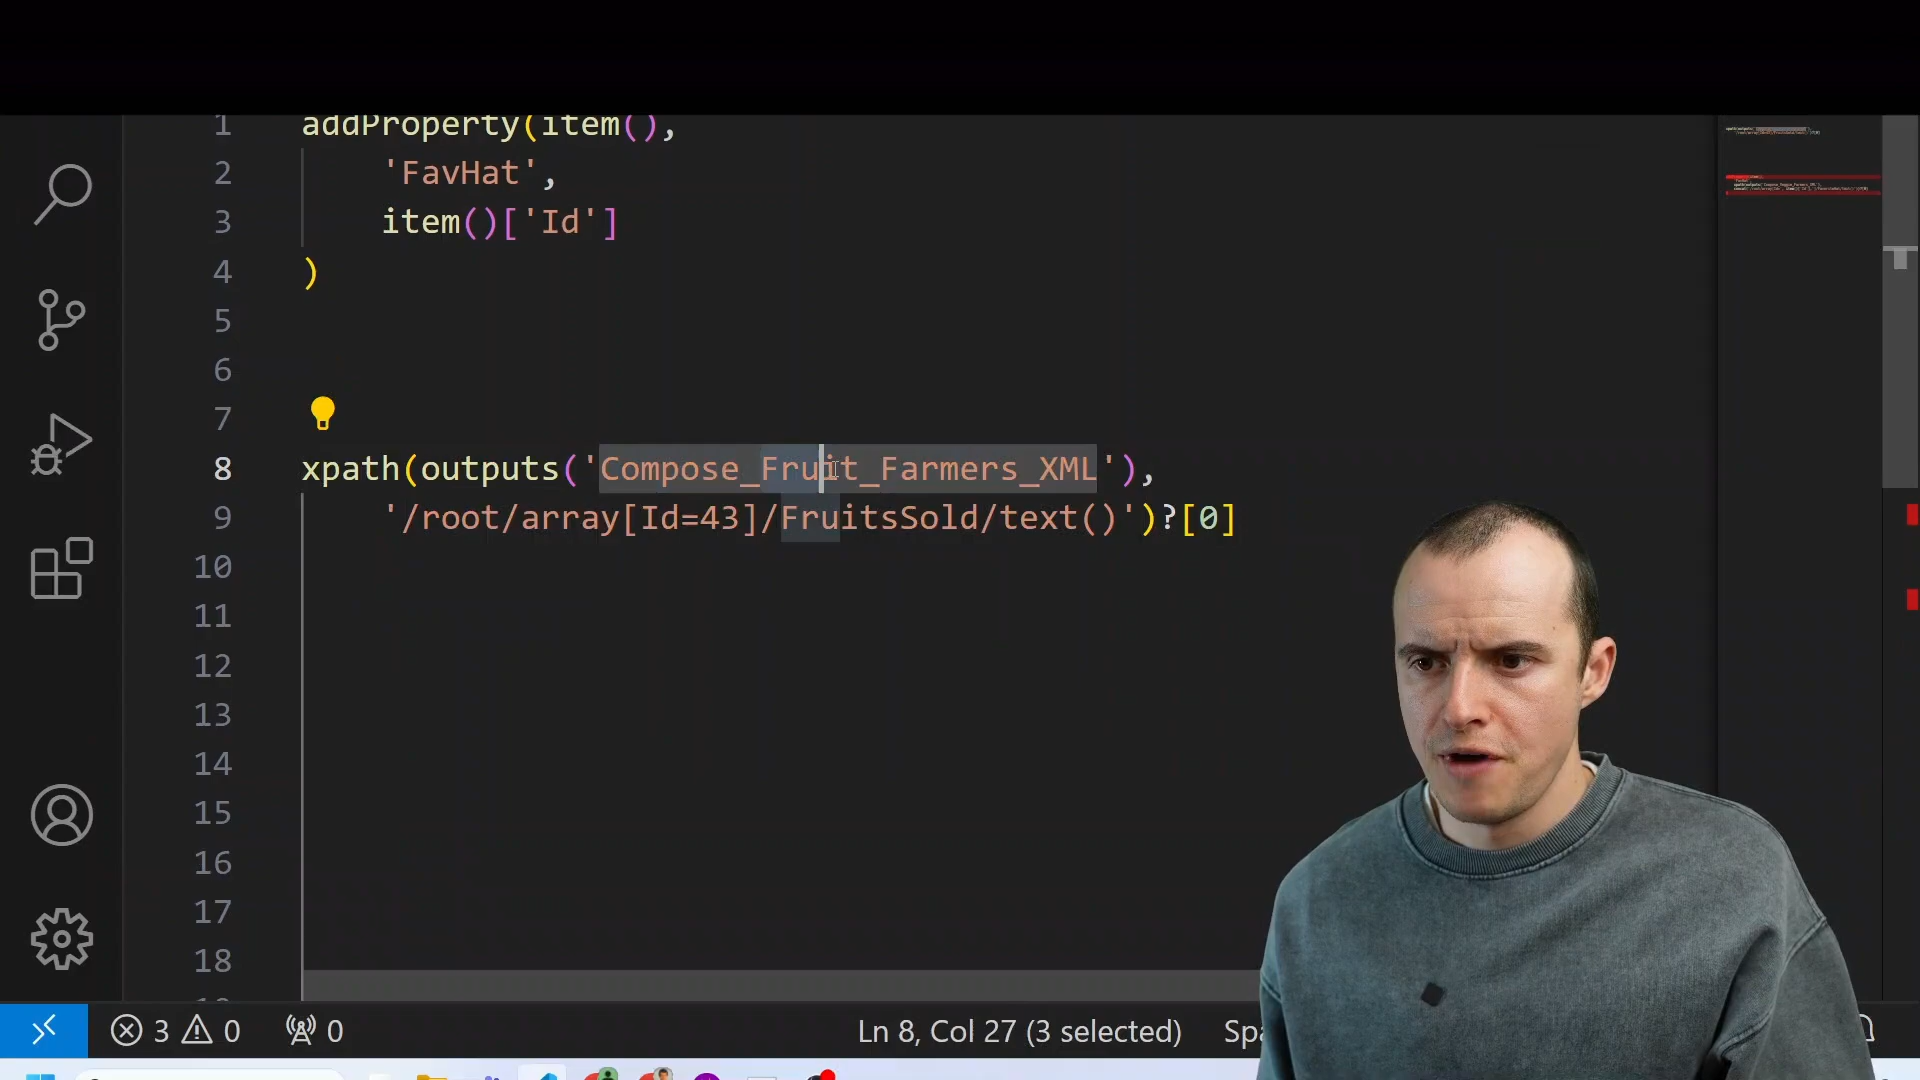 1 addProperty(item(),
2 'FavHat',
3 item()['Id']
4 )
5
6
7
8 xpath(outputs('Compose_Fruit_Farmers_XML'),
9 '/root/array[Id=43]/FruitsSold/text()')?[0]
10
11
12
13
14
15
16
17
18
3 0 0 Ln 8, Col 27 (3 selected) Spa